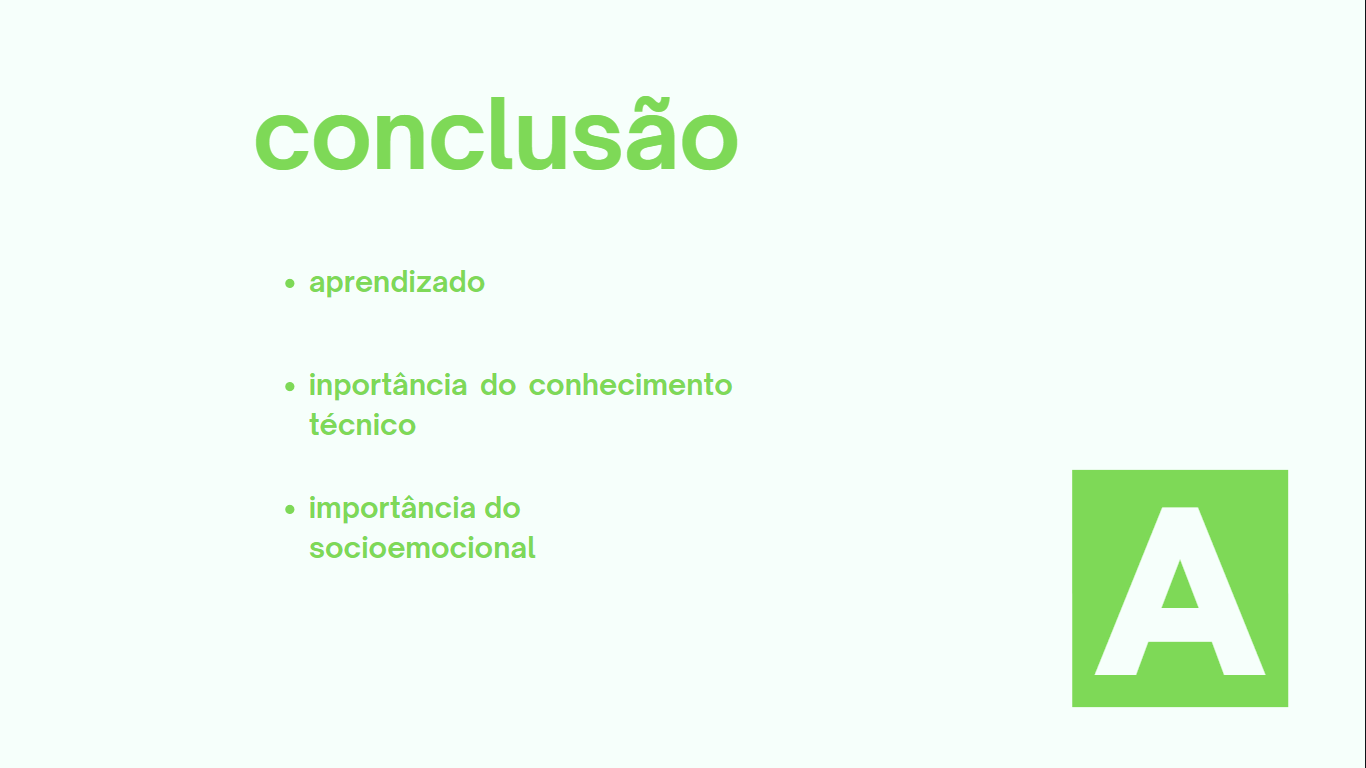 conclusão
• aprendizado
• inportância do conhecimento
técnico
• importância do
socioemocional
A